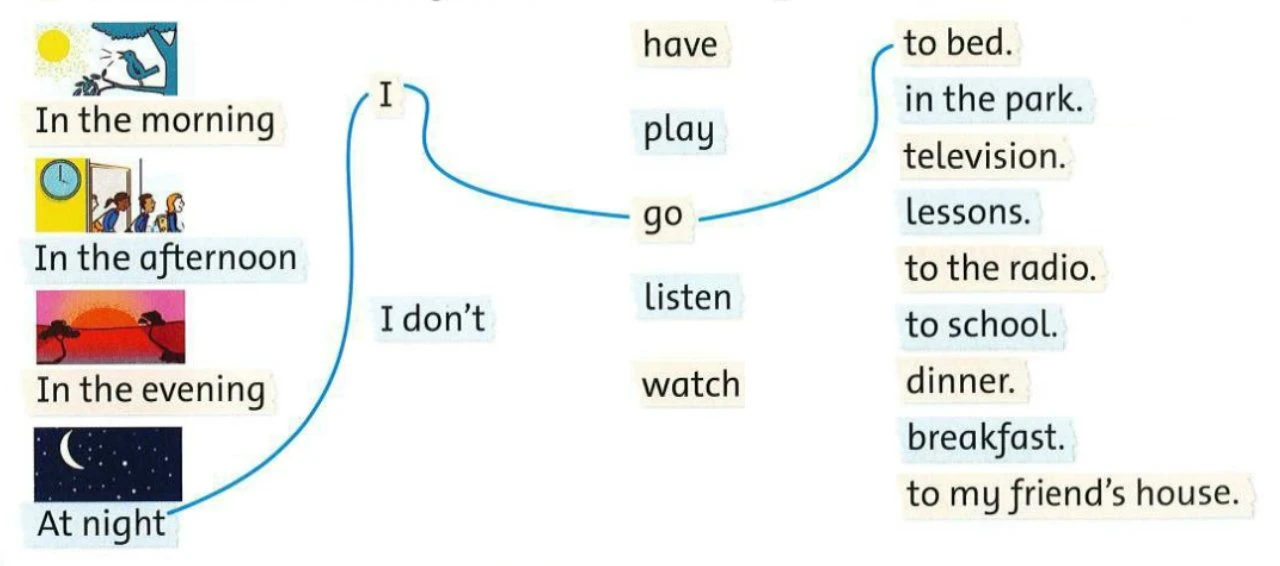 In the morning
In the afternoon
In the evening
At night
I
I don't
have
play
go
listen
watch
to bed.
in the park.
television.
lessons.
to the radio.
to school.
dinner.
breakfast.
to my friend's house.